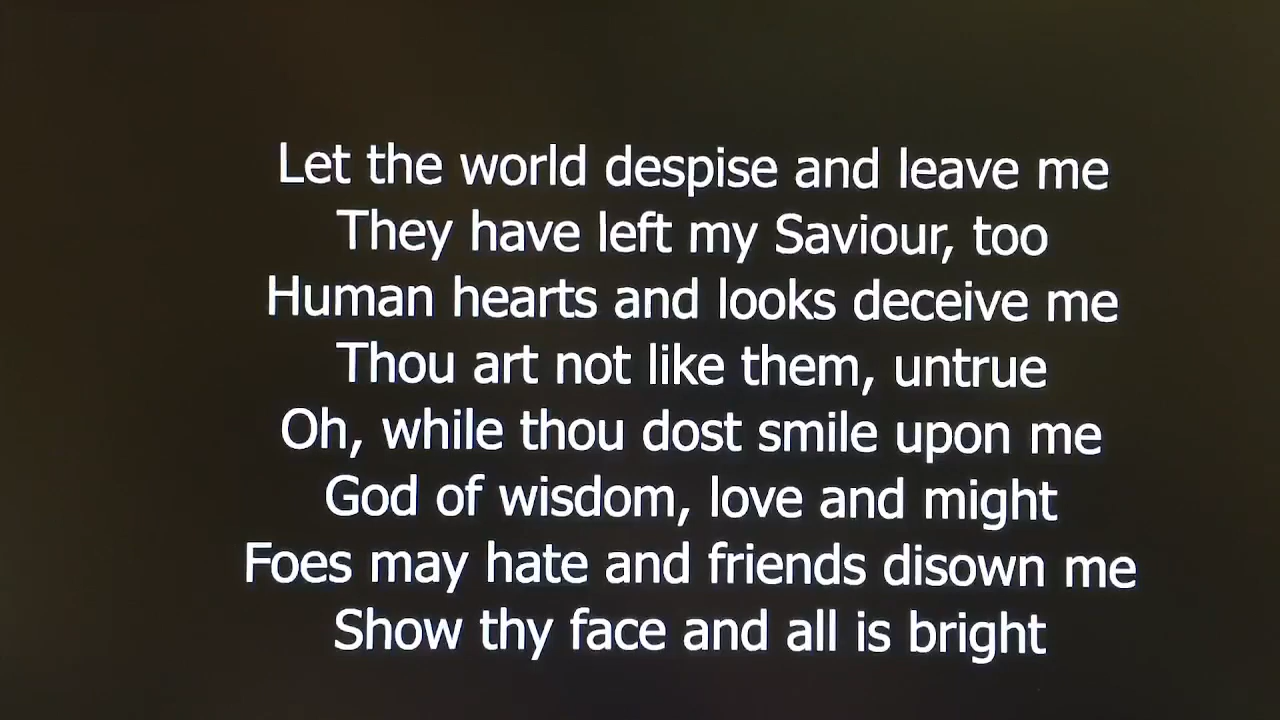 Let the world despise and leave me
They have left my Saviour, too
Human hearts and looks deceive me
Thou art not like them, untrue
Oh, while thou dost smile upon me
God of wisdom, love and might
Foes may hate and friends disown me
Show thy face and all is bright